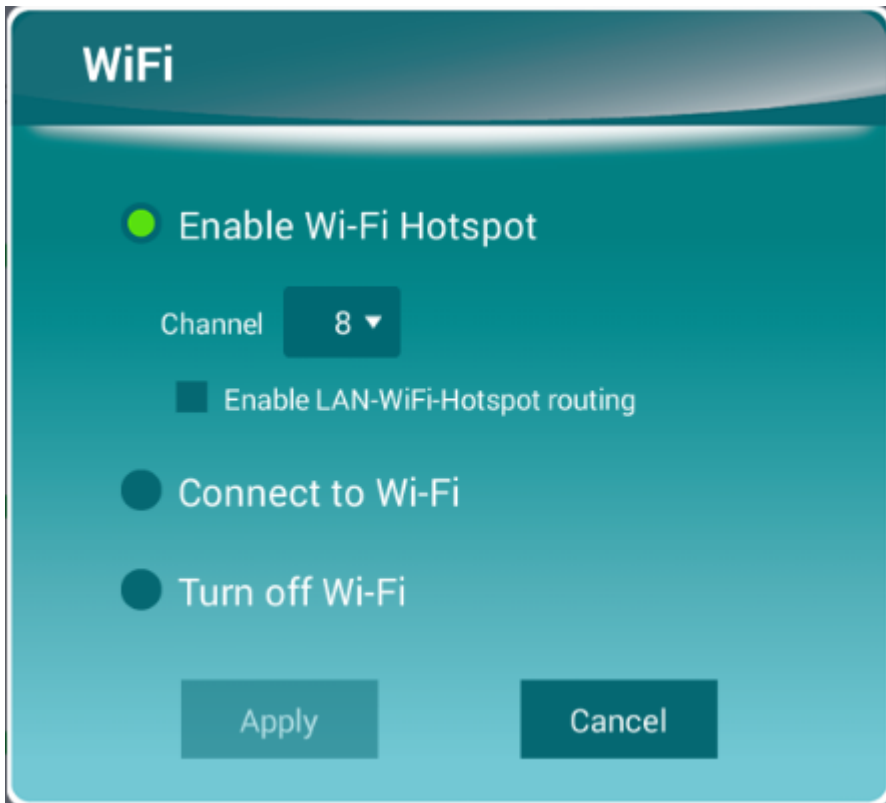 WiFi
Enable Wi-Fi Hotspot
Channel 8
Enable LAN-WiFi-Hotspot routing
Connect to Wi-Fi
Turn off Wi-Fi
Apply Cancel